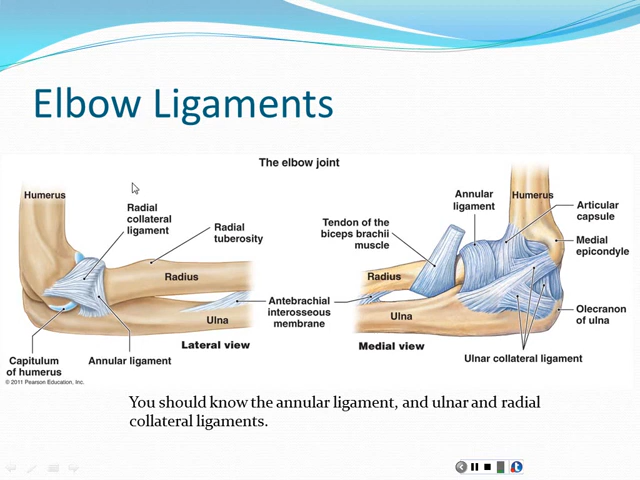 Elbow Ligaments
The elbow joint
Humerus
Radial
collateral
ligament
Radial
tuberosity
Radius
Ulna
Lateral view
Capitulum
of humerus
Annular ligament
Antebrachial
interosseous
membrane
Tendon of the
biceps brachii
muscle
Annular
ligament
Humerus
Articular
capsule
Medial
epicondyle
Radius
Ulna
Olecranon
of ulna
Medial view
Ulnar collateral ligament
© 2011 Pearson Education, Inc.
You should know the annular ligament, and ulnar and radial
collateral ligaments.